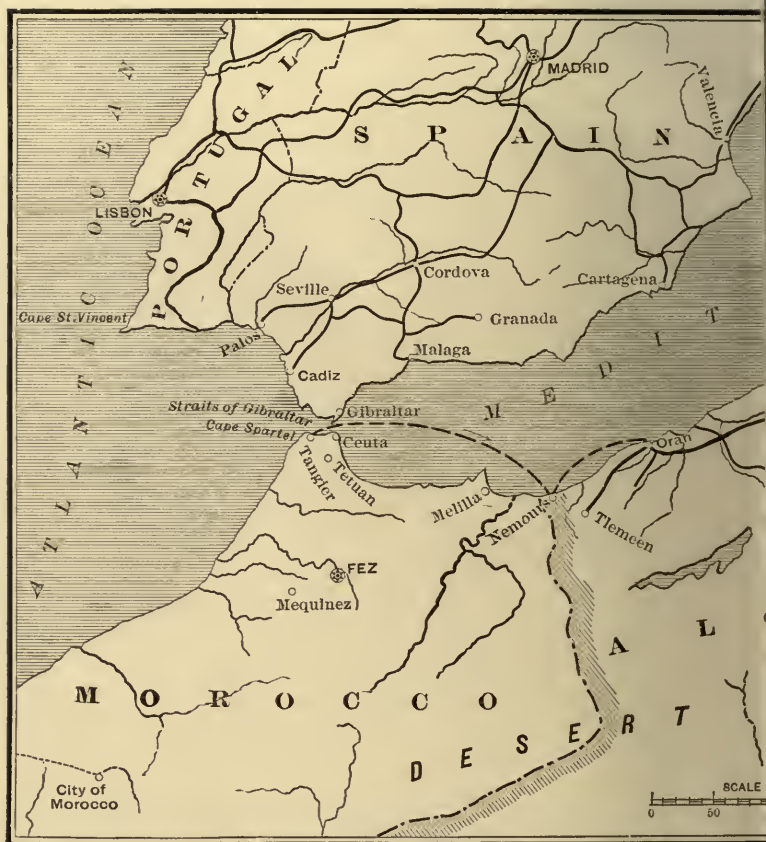 MADRID
PORTUGAL
SPAIN
Valencia
ATLANTIC OCEAN
LISBON
Cordova
Seville
Cartagena
Granada
Cape St. Vincent
Palos
Malaga
Cadiz
MEDIT
Straits of Gibraltar
Gibraltar
Cape Spartel
Ceuta
Oran
Tangier
Tetuan
Melilla
Nemours
Tlemcen
FEZ
Mequinez
AL
MOROCCO
DESERT
City of
Morocco
SCALE
0 50